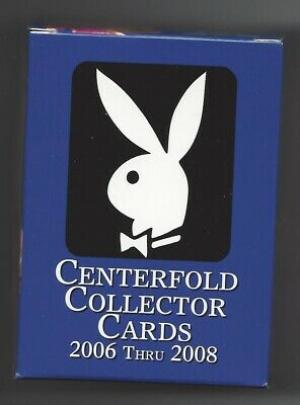 CENTERFOLD
COLLECTOR
CARDS
2006 THRU 2008